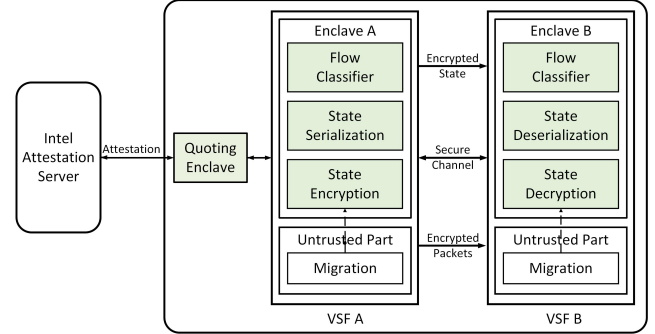 Intel
Attestation
Server
Attestation
Quoting
Enclave
Enclave A
Flow
Classifier
State
Serialization
State
Encryption
Untrusted Part
Migration
VSF A
Encrypted
State
Secure
Channel
Encrypted
Packets
Enclave B
Flow
Classifier
State
Deserialization
State
Decryption
Untrusted Part
Migration
VSF B